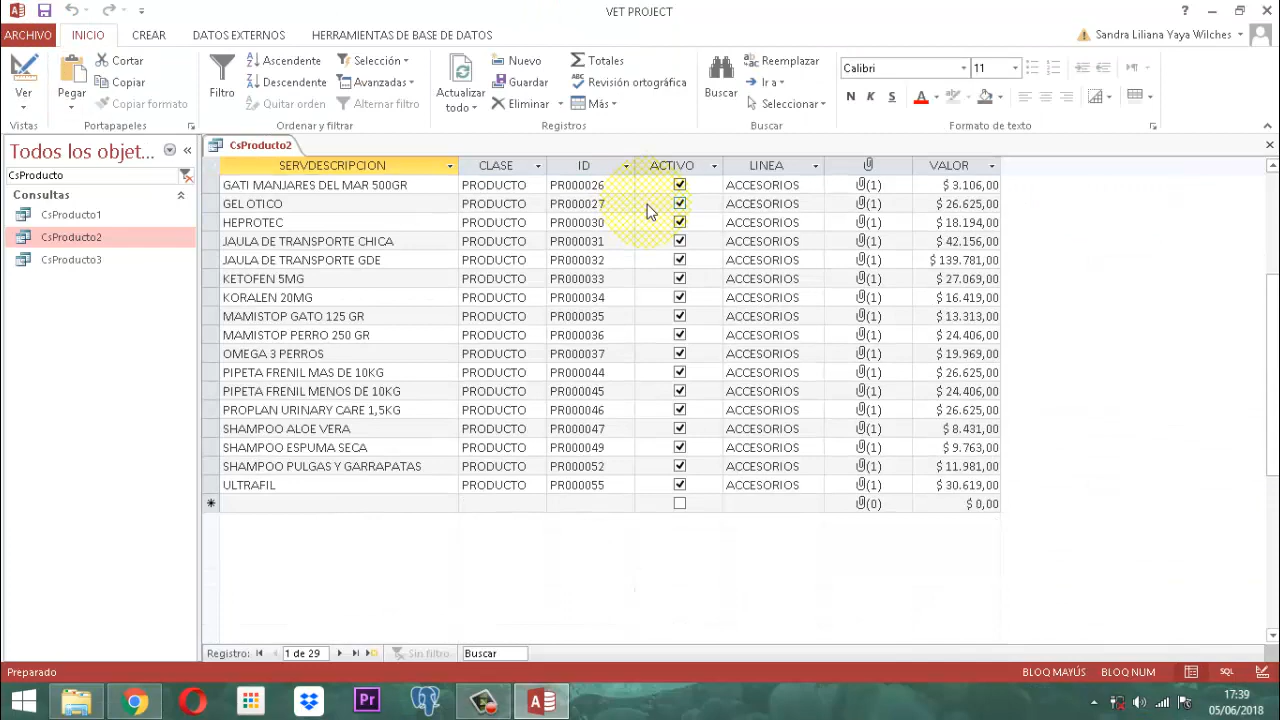 VET PROJECT
?
ARCHIVO INICIO CREAR DATOS EXTERNOS HERRAMIENTAS DE BASE DE DATOS Sandra Liliana Yaya Wilches
Ver
Vistas
Pegar
Cortar
Copiar
Copiar formato
Portapapeles
Filtro
Ascendente
Descendente
Quitar orden
Selección
Avanzadas
Alternar filtro
Ordenar y filtrar
Actualizar
todo
Nuevo
Guardar
Eliminar
Totales
Revisión ortográfica
Más
Registros
Buscar
Reemplazar
Ir a
Seleccionar
Buscar
Calibri 11
N K S
Formato de texto
Todos los objet...
CsProducto
Consultas
CsProducto1
CsProducto2
CsProducto3
CsProducto2
SERVDESCRIPCION CLASE ID ACTIVO LINEA VALOR
GATI MANJARES DEL MAR 500GR PRODUCTO PR000026 ACCESORIOS (1) $ 3.106,00
GEL OTICO PRODUCTO PR000027 ACCESORIOS (1) $ 26.625,00
HEPROTEC PRODUCTO PR000030 ACCESORIOS (1) $ 18.194,00
JAULA DE TRANSPORTE CHICA PRODUCTO PR000031 ACCESORIOS (1) $ 42.156,00
JAULA DE TRANSPORTE GDE PRODUCTO PR000032 ACCESORIOS (1) $ 139.781,00
KETOFEN 5MG PRODUCTO PR000033 ACCESORIOS (1) $ 27.069,00
KORALEN 20MG PRODUCTO PR000034 ACCESORIOS (1) $ 16.419,00
MAMISTOP GATO 125 GR PRODUCTO PR000035 ACCESORIOS (1) $ 13.313,00
MAMISTOP PERRO 250 GR PRODUCTO PR000036 ACCESORIOS (1) $ 24.406,00
OMEGA 3 PERROS PRODUCTO PR000037 ACCESORIOS (1) $ 19.969,00
PIPETA FRENIL MAS DE 10KG PRODUCTO PR000044 ACCESORIOS (1) $ 26.625,00
PIPETA FRENIL MENOS DE 10KG PRODUCTO PR000045 ACCESORIOS (1) $ 24.406,00
PROPLAN URINARY CARE 1,5KG PRODUCTO PR000046 ACCESORIOS (1) $ 26.625,00
SHAMPOO ALOE VERA PRODUCTO PR000047 ACCESORIOS (1) $ 8.431,00
SHAMPOO ESPUMA SECA PRODUCTO PR000049 ACCESORIOS (1) $ 9.763,00
SHAMPOO PULGAS Y GARRAPATAS PRODUCTO PR000052 ACCESORIOS (1) $ 11.981,00
ULTRAFIL PRODUCTO PR000055 ACCESORIOS (1) $ 30.619,00
(0) $ 0,00
Registro: 1 de 29 Sin filtro Buscar
Preparado BLOQ MAYÚS BLOQ NUM SQL
Pr
17:39
05/06/2018